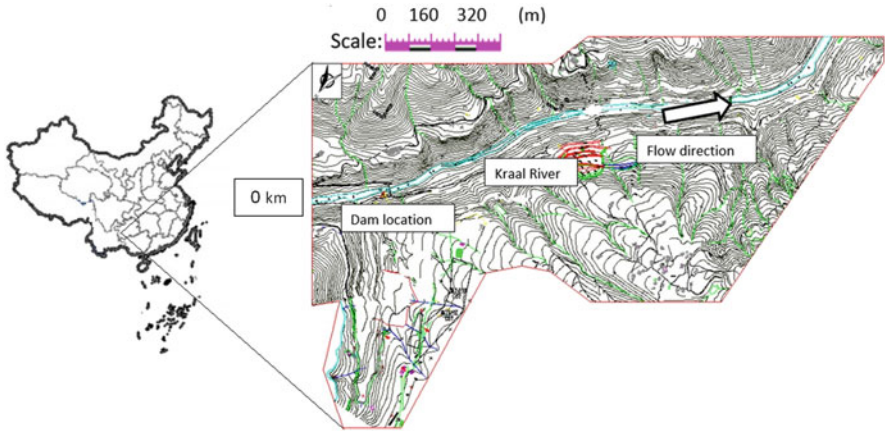 0 160 320 (m)
Scale:
Kraal River
Flow direction
0 km
Dam location